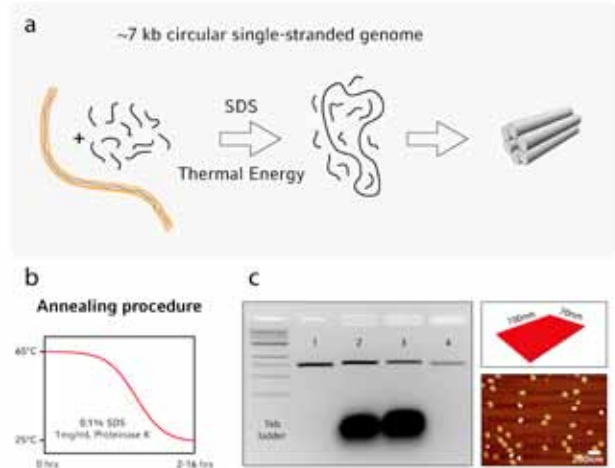 a
~7 kb circular single-stranded genome
+
SDS
Thermal Energy
b
Annealing procedure
65°C
0.1% SDS
1mg/mL Proteinase K
25°C
0 hrs
2-16 hrs
c
1 2 3 4
1kb
ladder
100nm
70nm